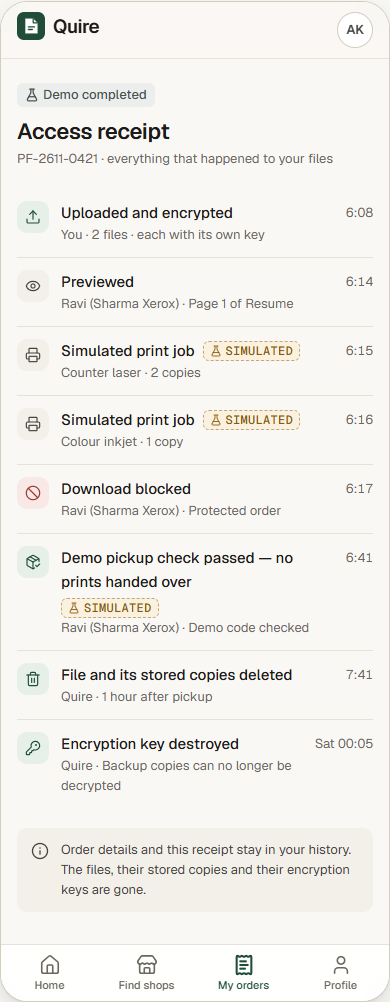 Quire
AK
Demo completed
Access receipt
PF-2611-0421 · everything that happened to your files
Uploaded and encrypted 6:08
You · 2 files · each with its own key
Previewed 6:14
Ravi (Sharma Xerox) · Page 1 of Resume
Simulated print job SIMULATED 6:15
Counter laser · 2 copies
Simulated print job SIMULATED 6:16
Colour inkjet · 1 copy
Download blocked 6:17
Ravi (Sharma Xerox) · Protected order
Demo pickup check passed — no 6:41
prints handed over
SIMULATED
Ravi (Sharma Xerox) · Demo code checked
File and its stored copies deleted 7:41
Quire · 1 hour after pickup
Encryption key destroyed Sat 00:05
Quire · Backup copies can no longer be
decrypted
Order details and this receipt stay in your history.
The files, their stored copies and their encryption
keys are gone.
Home Find shops My orders Profile